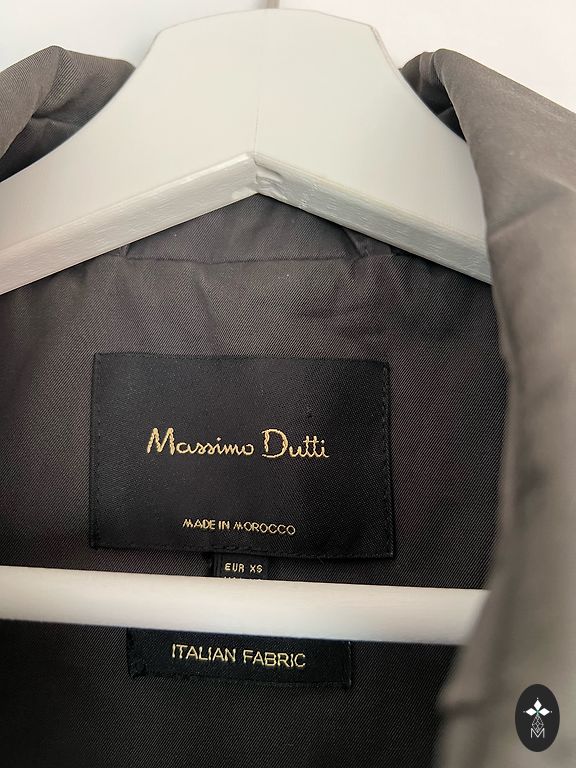 Massimo Dutti
MADE IN MOROCCO
EUR XS
ITALIAN FABRIC
M